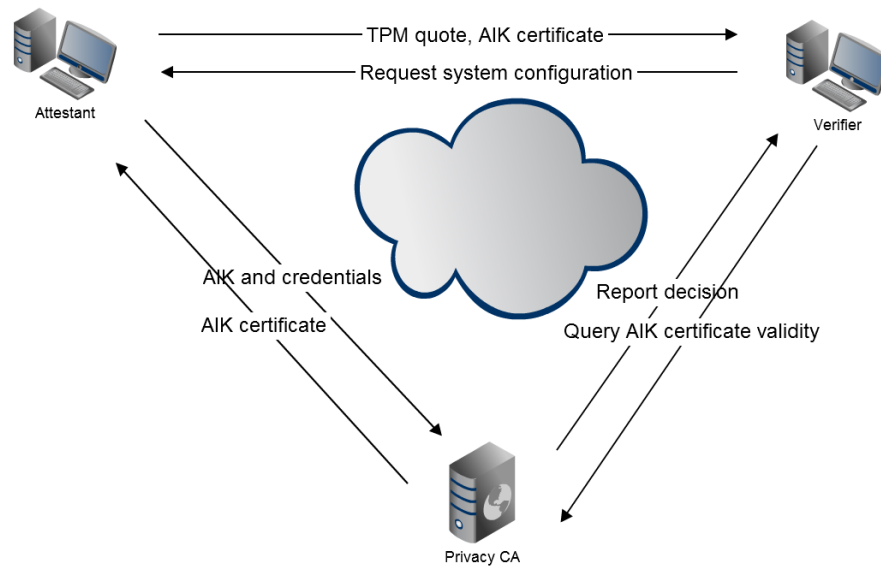 TPM quote, AIK certificate
Request system configuration
Attestant
Verifier
AIK and credentials
AIK certificate
Report decision
Query AIK certificate validity
Privacy CA